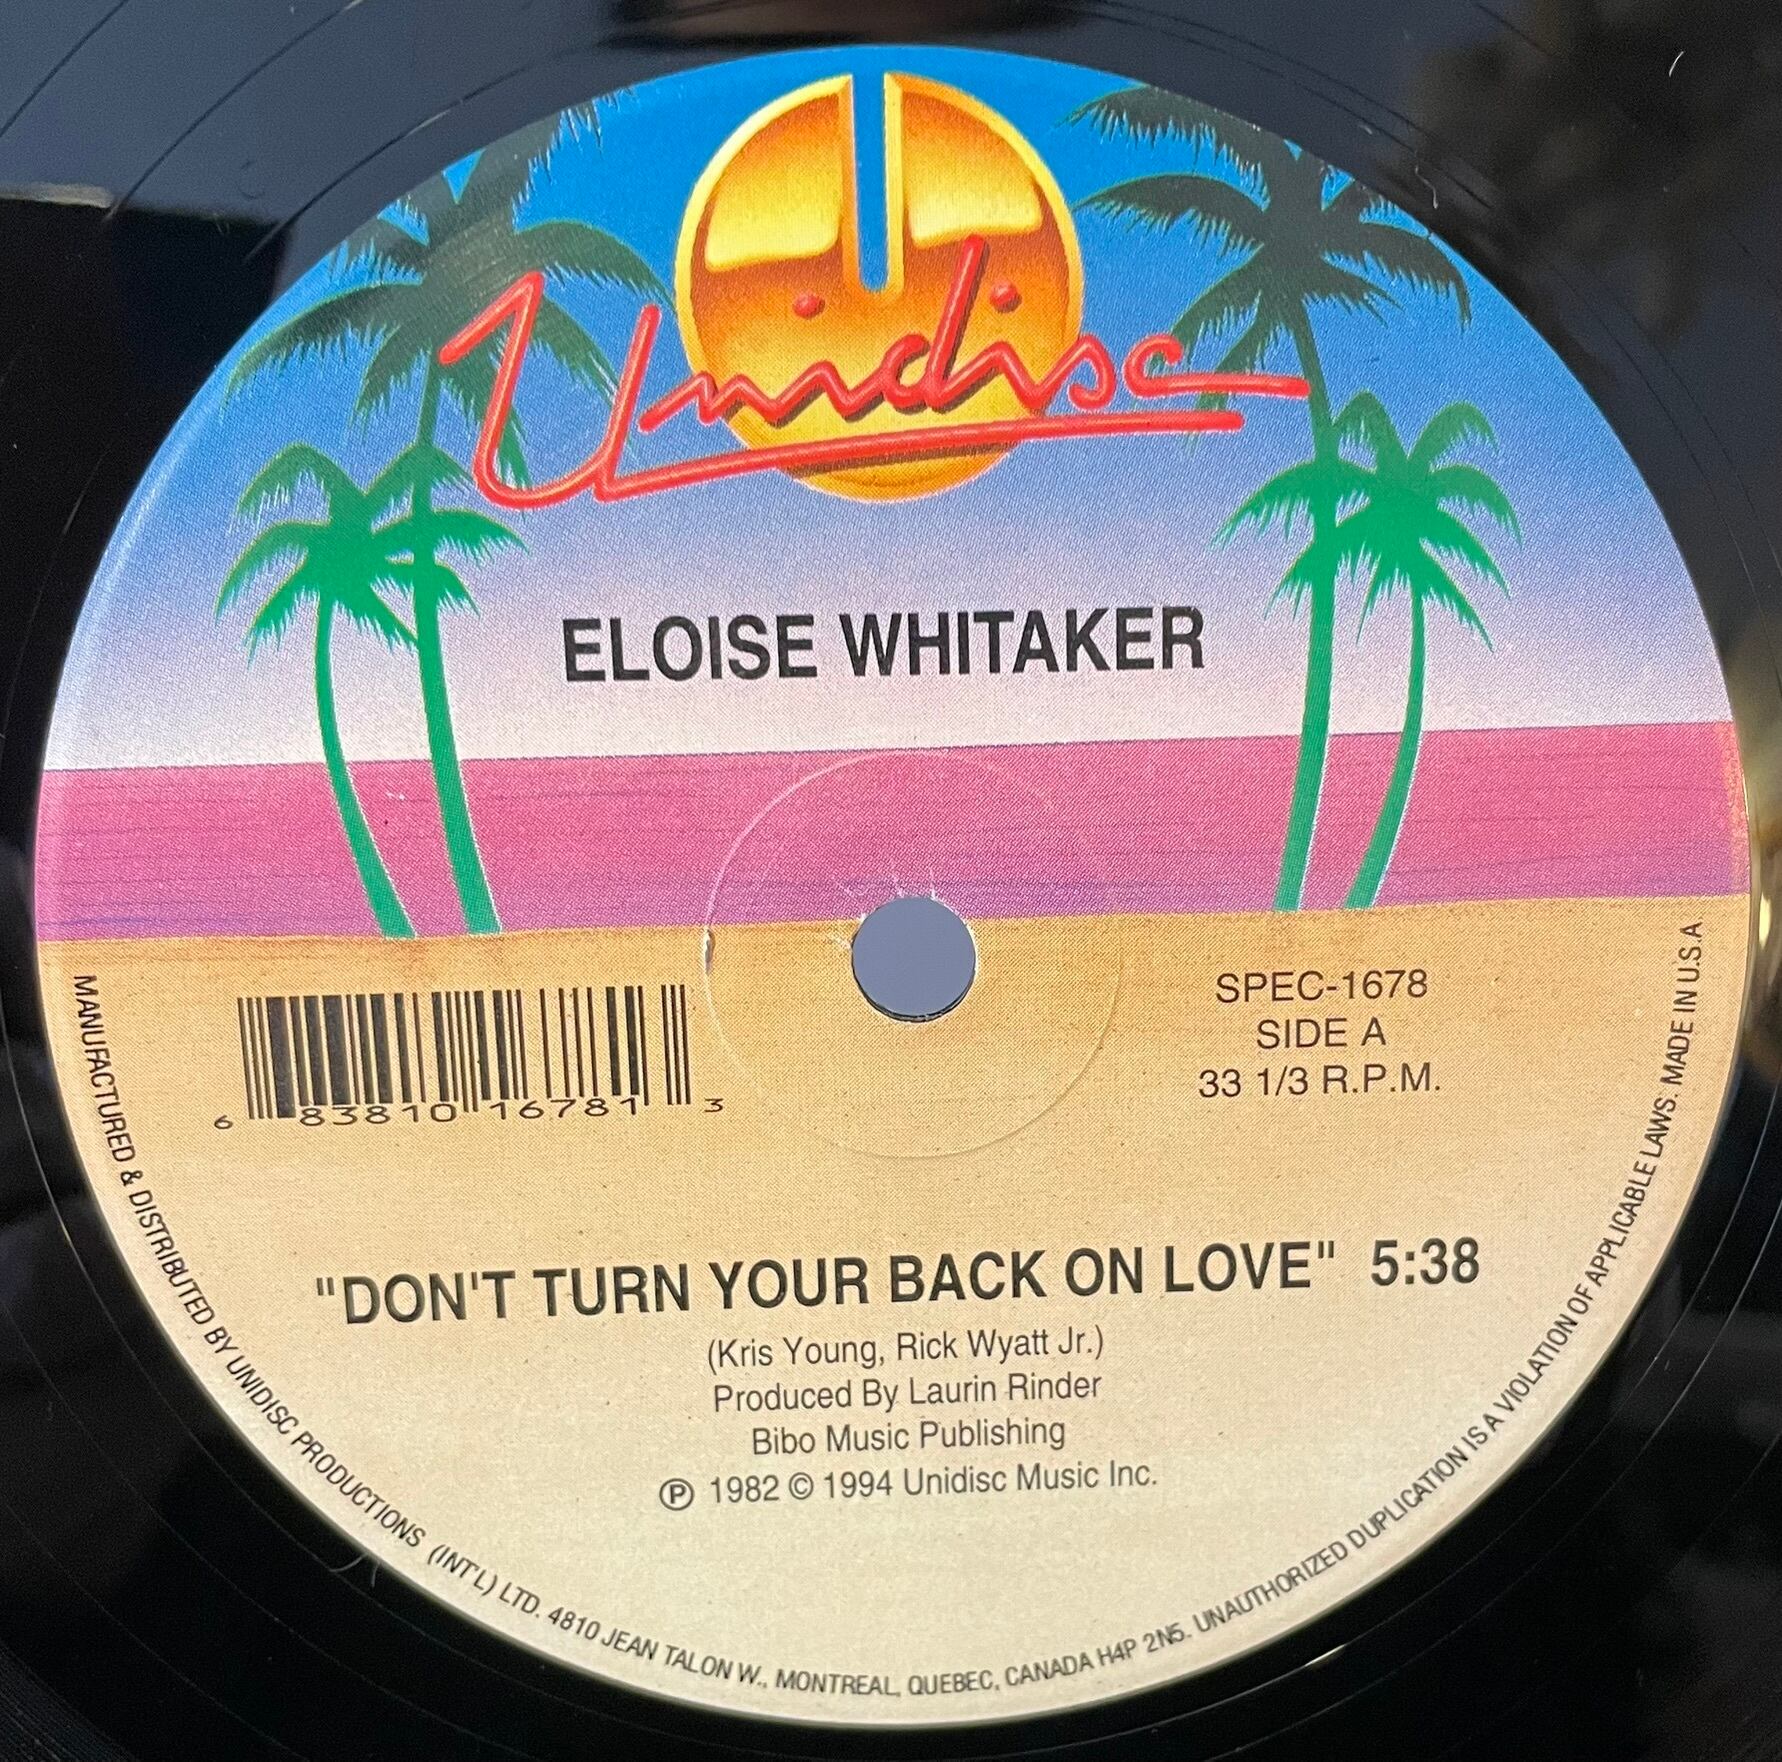 Unidisc
ELOISE WHITAKER
6 83810 16781 3
SPEC-1678
SIDE A
33 1/3 R.P.M.
"DON'T TURN YOUR BACK ON LOVE" 5:38
(Kris Young, Rick Wyatt Jr.)
Produced By Laurin Rinder
Bibo Music Publishing
℗ 1982 © 1994 Unidisc Music Inc.
MANUFACTURED & DISTRIBUTED BY UNIDISC PRODUCTIONS (INT'L) LTD. 4810 JEAN TALON W., MONTREAL, QUEBEC, CANADA H4P 2N5. UNAUTHORIZED DUPLICATION IS A VIOLATION OF APPLICABLE LAWS. MADE IN U.S.A